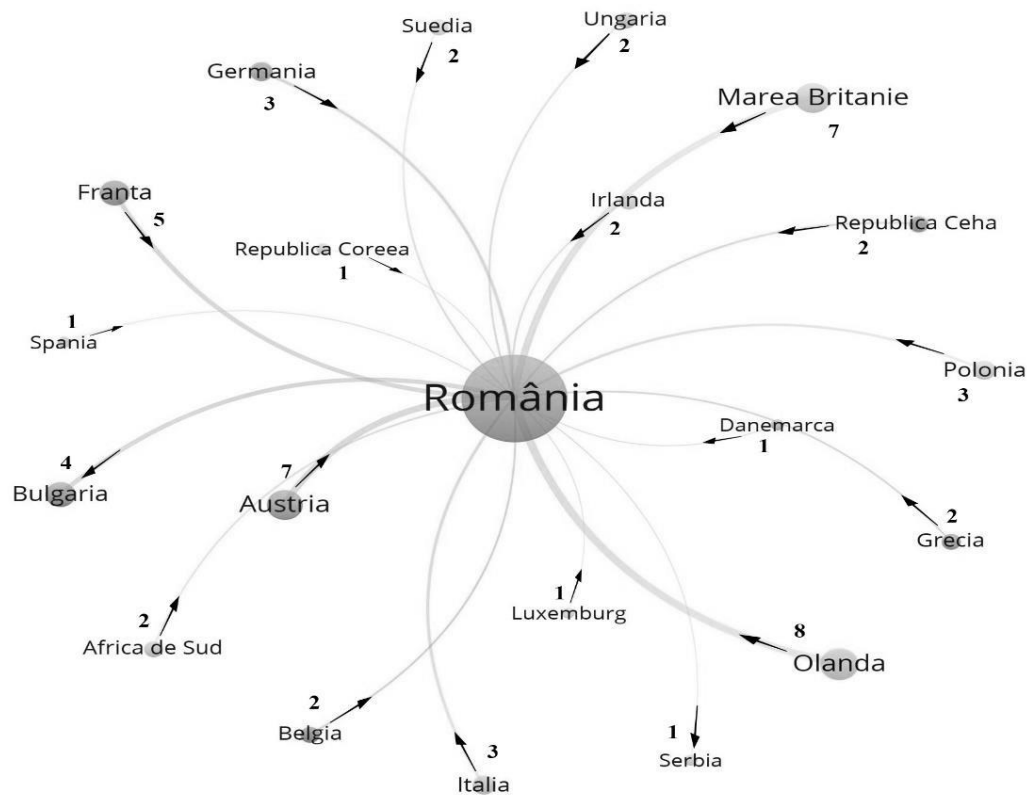 Suedia
2
Ungaria
2
Germania
3
Marea Britanie
7
Franta
5
Irlanda
2
Republica Ceha
2
Republica Coreea
1
1
Spania
Polonia
3
România
Danemarca
1
4
Bulgaria
7
Austria
2
Grecia
1
Luxemburg
2
Africa de Sud
8
Olanda
2
Belgia
3
Italia
1
Serbia